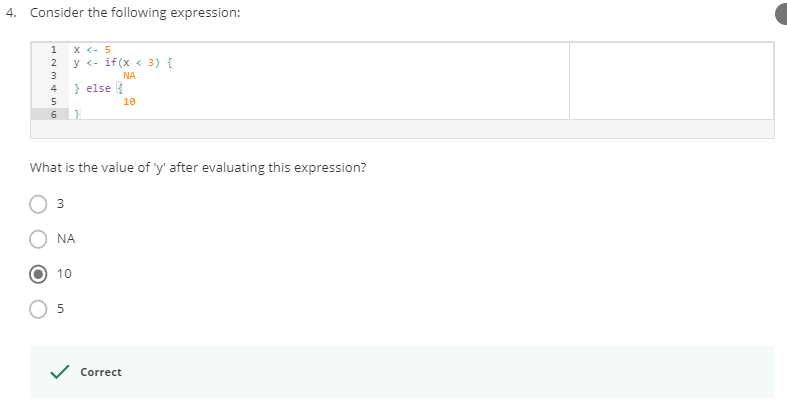 4. Consider the following expression:
1 x <- 5
2 y <- if(x < 3) {
3 NA
4 } else {
5 10
6 }
What is the value of 'y' after evaluating this expression?
3
NA
10
5
Correct